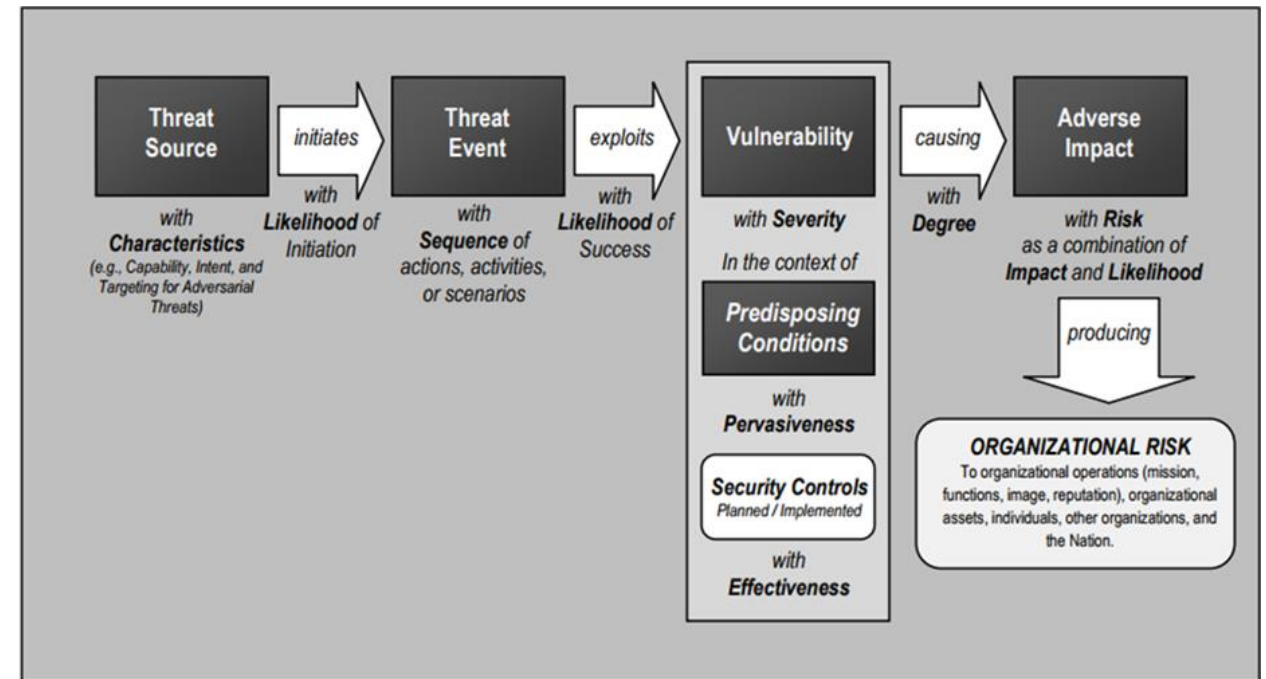 Threat
Source
initiates
Threat
Event
exploits
Vulnerability
causing
Adverse
Impact
with
Characteristics
(e.g., Capability, Intent, and
Targeting for Adversarial
Threats)
with
Likelihood of
Initiation
with
Sequence of
actions, activities,
or scenarios
with
Likelihood of
Success
with Severity
In the context of
Predisposing
Conditions
with
Pervasiveness
Security Controls
Planned / Implemented
with
Effectiveness
with
Degree
with Risk
as a combination of
Impact and Likelihood
producing
ORGANIZATIONAL RISK
To organizational operations (mission,
functions, image, reputation), organizational
assets, individuals, other organizations, and
the Nation.